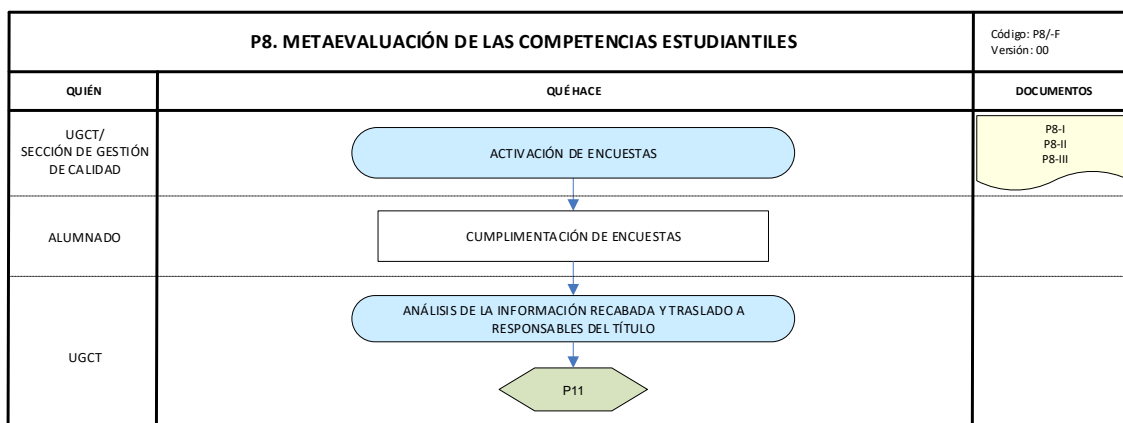 P8. METAEVALUACIÓN DE LAS COMPETENCIAS ESTUDIANTILES
Código: P8/-F
Versión: 00
QUIÉN
QUÉ HACE
DOCUMENTOS
UGCT/
SECCIÓN DE GESTIÓN
DE CALIDAD
ACTIVACIÓN DE ENCUESTAS
P8-I
P8-II
P8-III
ALUMNADO
CUMPLIMENTACIÓN DE ENCUESTAS
UGCT
ANÁLISIS DE LA INFORMACIÓN RECABADA Y TRASLADO A
RESPONSABLES DEL TÍTULO
P11